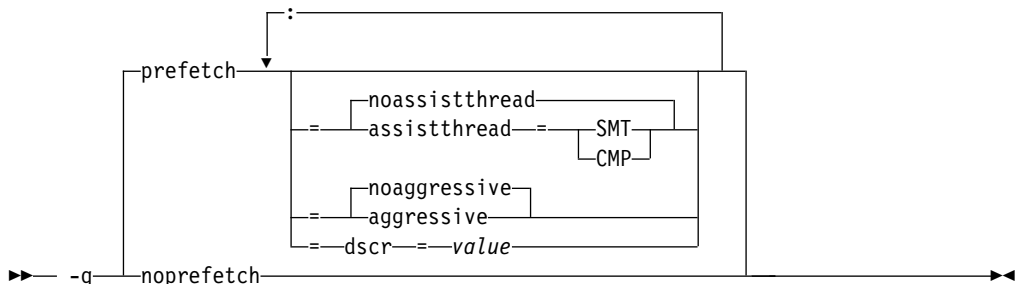 :
prefetch
noassistthread
= assistthread = SMT
CMP
noaggressive
= aggressive
= dscr = value
-q noprefetch